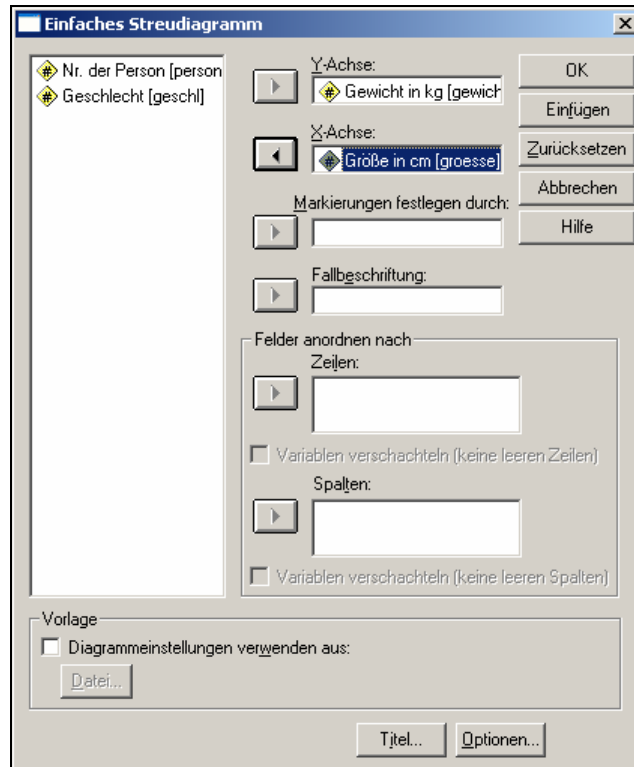 Einfaches Streudiagramm
Nr. der Person [person
Geschlecht [geschl]
Y-Achse:
Gewicht in kg [gewich
X-Achse:
Größe in cm [groesse]
Markierungen festlegen durch:
Fallbeschriftung:
Felder anordnen nach
Zeilen:
Variablen verschachteln (keine leeren Zeilen)
Spalten:
Variablen verschachteln (keine leeren Spalten)
OK
Einfügen
Zurücksetzen
Abbrechen
Hilfe
Vorlage
Diagrammeinstellungen verwenden aus:
Datei...
Titel...
Optionen...